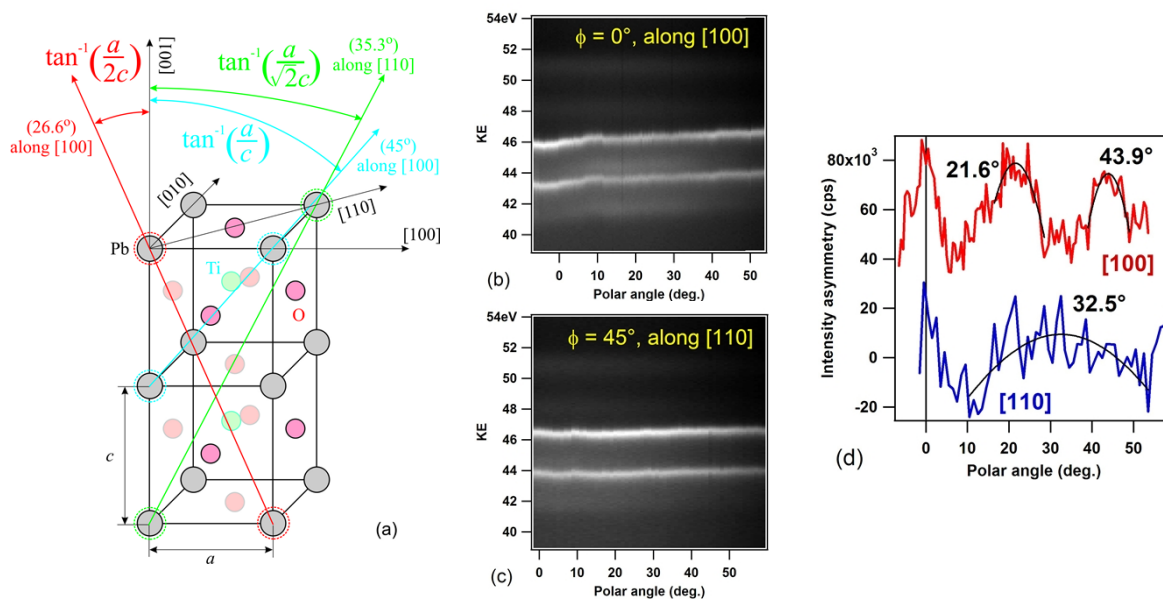 tan⁻¹(a/2c)
[001]
tan⁻¹(a/√2c)
(35.3°)
along [110]
(26.6°)
along [100]
tan⁻¹(a/c)
(45°)
along [100]
[010]
[110]
Pb
[100]
Ti
O
c
a
(a)
54eV
52
50
48
46
44
42
40
KE
ϕ = 0°, along [100]
0
10
20
30
40
50
Polar angle (deg.)
(b)
54eV
52
50
48
46
44
42
40
KE
ϕ = 45°, along [110]
0
10
20
30
40
50
Polar angle (deg.)
(c)
80x10³
60
40
20
0
-20
Intensity asymmetry (cps)
21.6°
43.9°
[100]
32.5°
[110]
0
10
20
30
40
50
Polar angle (deg.)
(d)